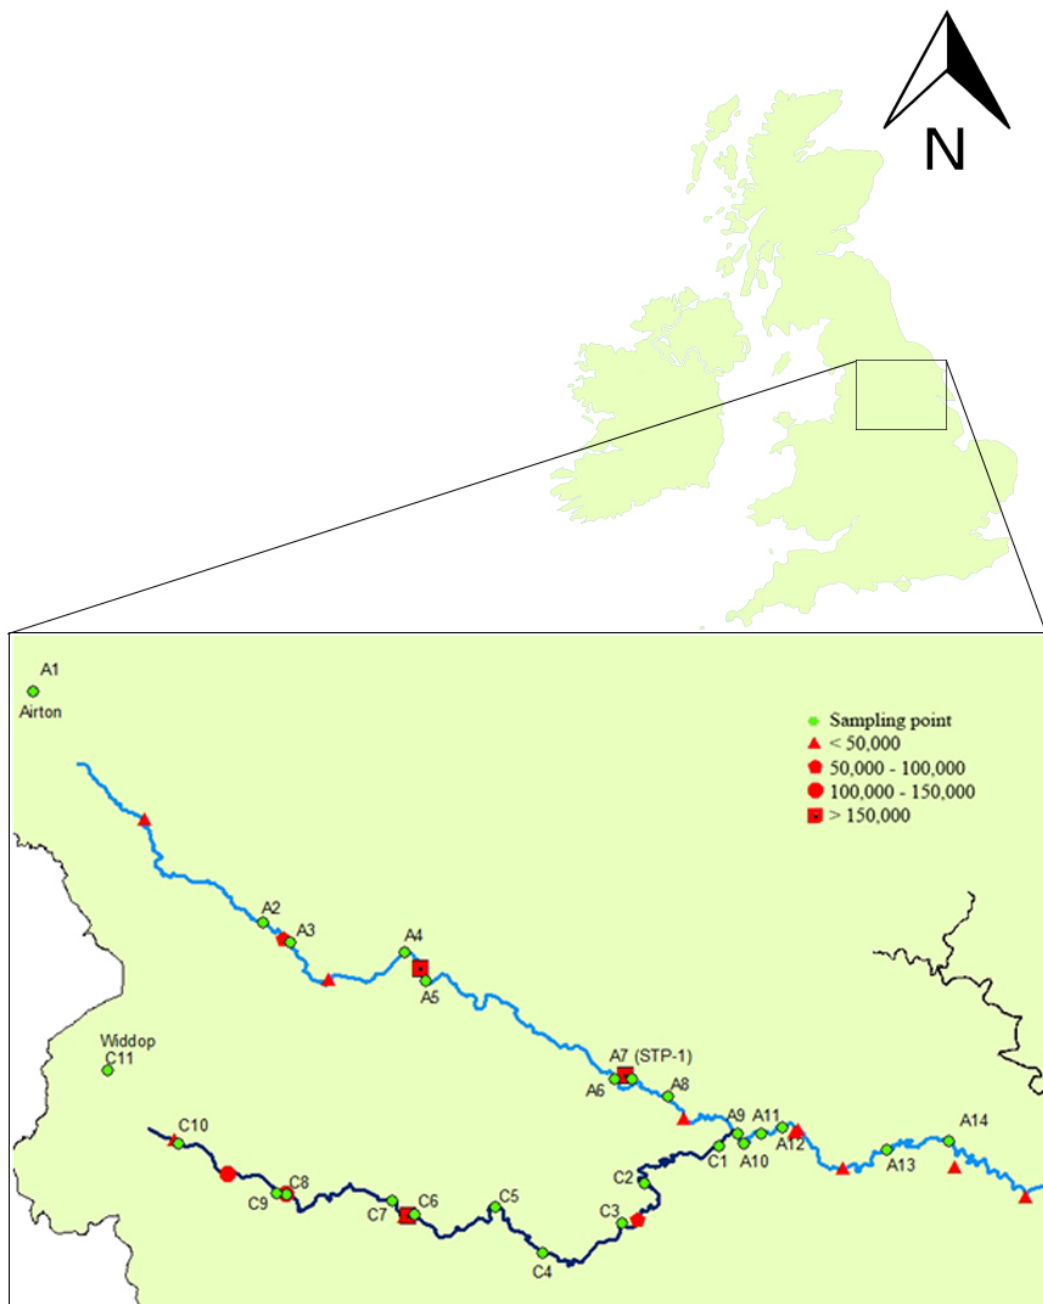 N
A1
Airton
Sampling point
< 50,000
50,000 - 100,000
100,000 - 150,000
> 150,000
A2
A3
A4
A5
Widdop
C11
A7 (STP-1)
A6
A8
A9
A11
A12
A14
A13
A10
C1
C10
C2
C9
C8
C7
C6
C5
C3
C4